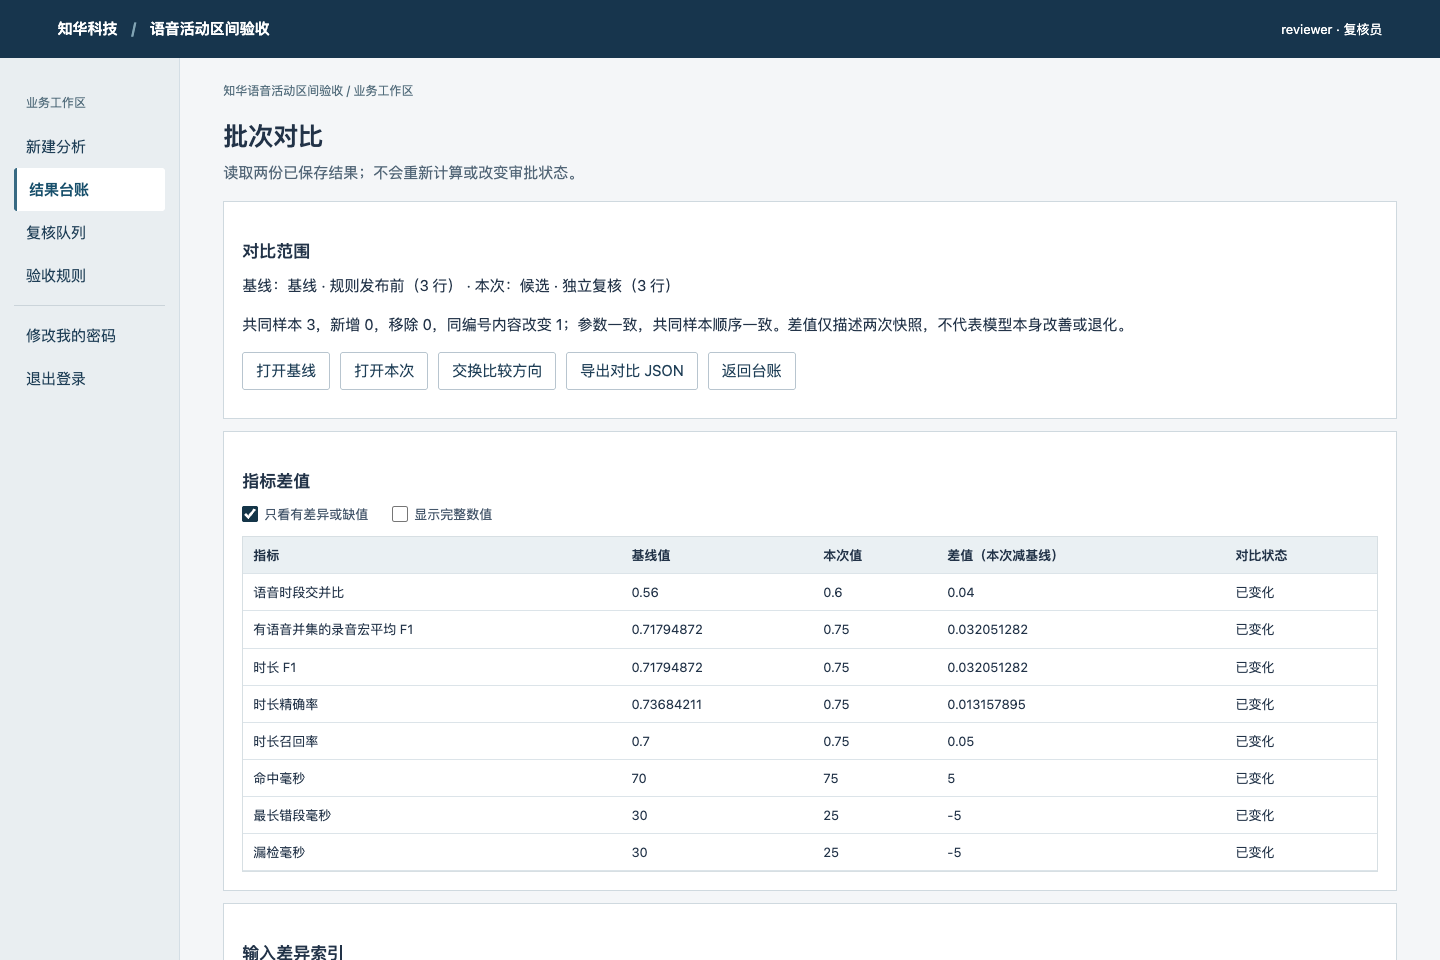 知华科技 / 语音活动区间验收
reviewer · 复核员
业务工作区
新建分析
结果台账
复核队列
验收规则
修改我的密码
退出登录
知华语音活动区间验收 / 业务工作区
批次对比
读取两份已保存结果；不会重新计算或改变审批状态。
对比范围
基线：基线 · 规则发布前（3 行） · 本次：候选 · 独立复核（3 行）
共同样本 3，新增 0，移除 0，同编号内容改变 1；参数一致，共同样本顺序一致。差值仅描述两次快照，不代表模型本身改善或退化。
打开基线 打开本次 交换比较方向 导出对比 JSON 返回台账
指标差值
只看有差异或缺值 显示完整数值
指标 基线值 本次值 差值（本次减基线） 对比状态
语音时段交并比 0.56 0.6 0.04 已变化
有语音并集的录音宏平均 F1 0.71794872 0.75 0.032051282 已变化
时长 F1 0.71794872 0.75 0.032051282 已变化
时长精确率 0.73684211 0.75 0.013157895 已变化
时长召回率 0.7 0.75 0.05 已变化
命中毫秒 70 75 5 已变化
最长错段毫秒 30 25 -5 已变化
漏检毫秒 30 25 -5 已变化
输入差异索引